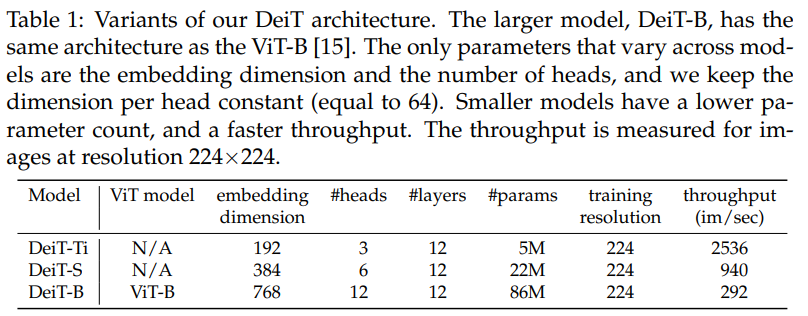 Table 1: Variants of our DeiT architecture. The larger model, DeiT-B, has the
same architecture as the ViT-B [15]. The only parameters that vary across mod-
els are the embedding dimension and the number of heads, and we keep the
dimension per head constant (equal to 64). Smaller models have a lower pa-
rameter count, and a faster throughput. The throughput is measured for im-
ages at resolution 224×224.
Model ViT model embedding #heads #layers #params training throughput
dimension resolution (im/sec)
DeiT-Ti N/A 192 3 12 5M 224 2536
DeiT-S N/A 384 6 12 22M 224 940
DeiT-B ViT-B 768 12 12 86M 224 292